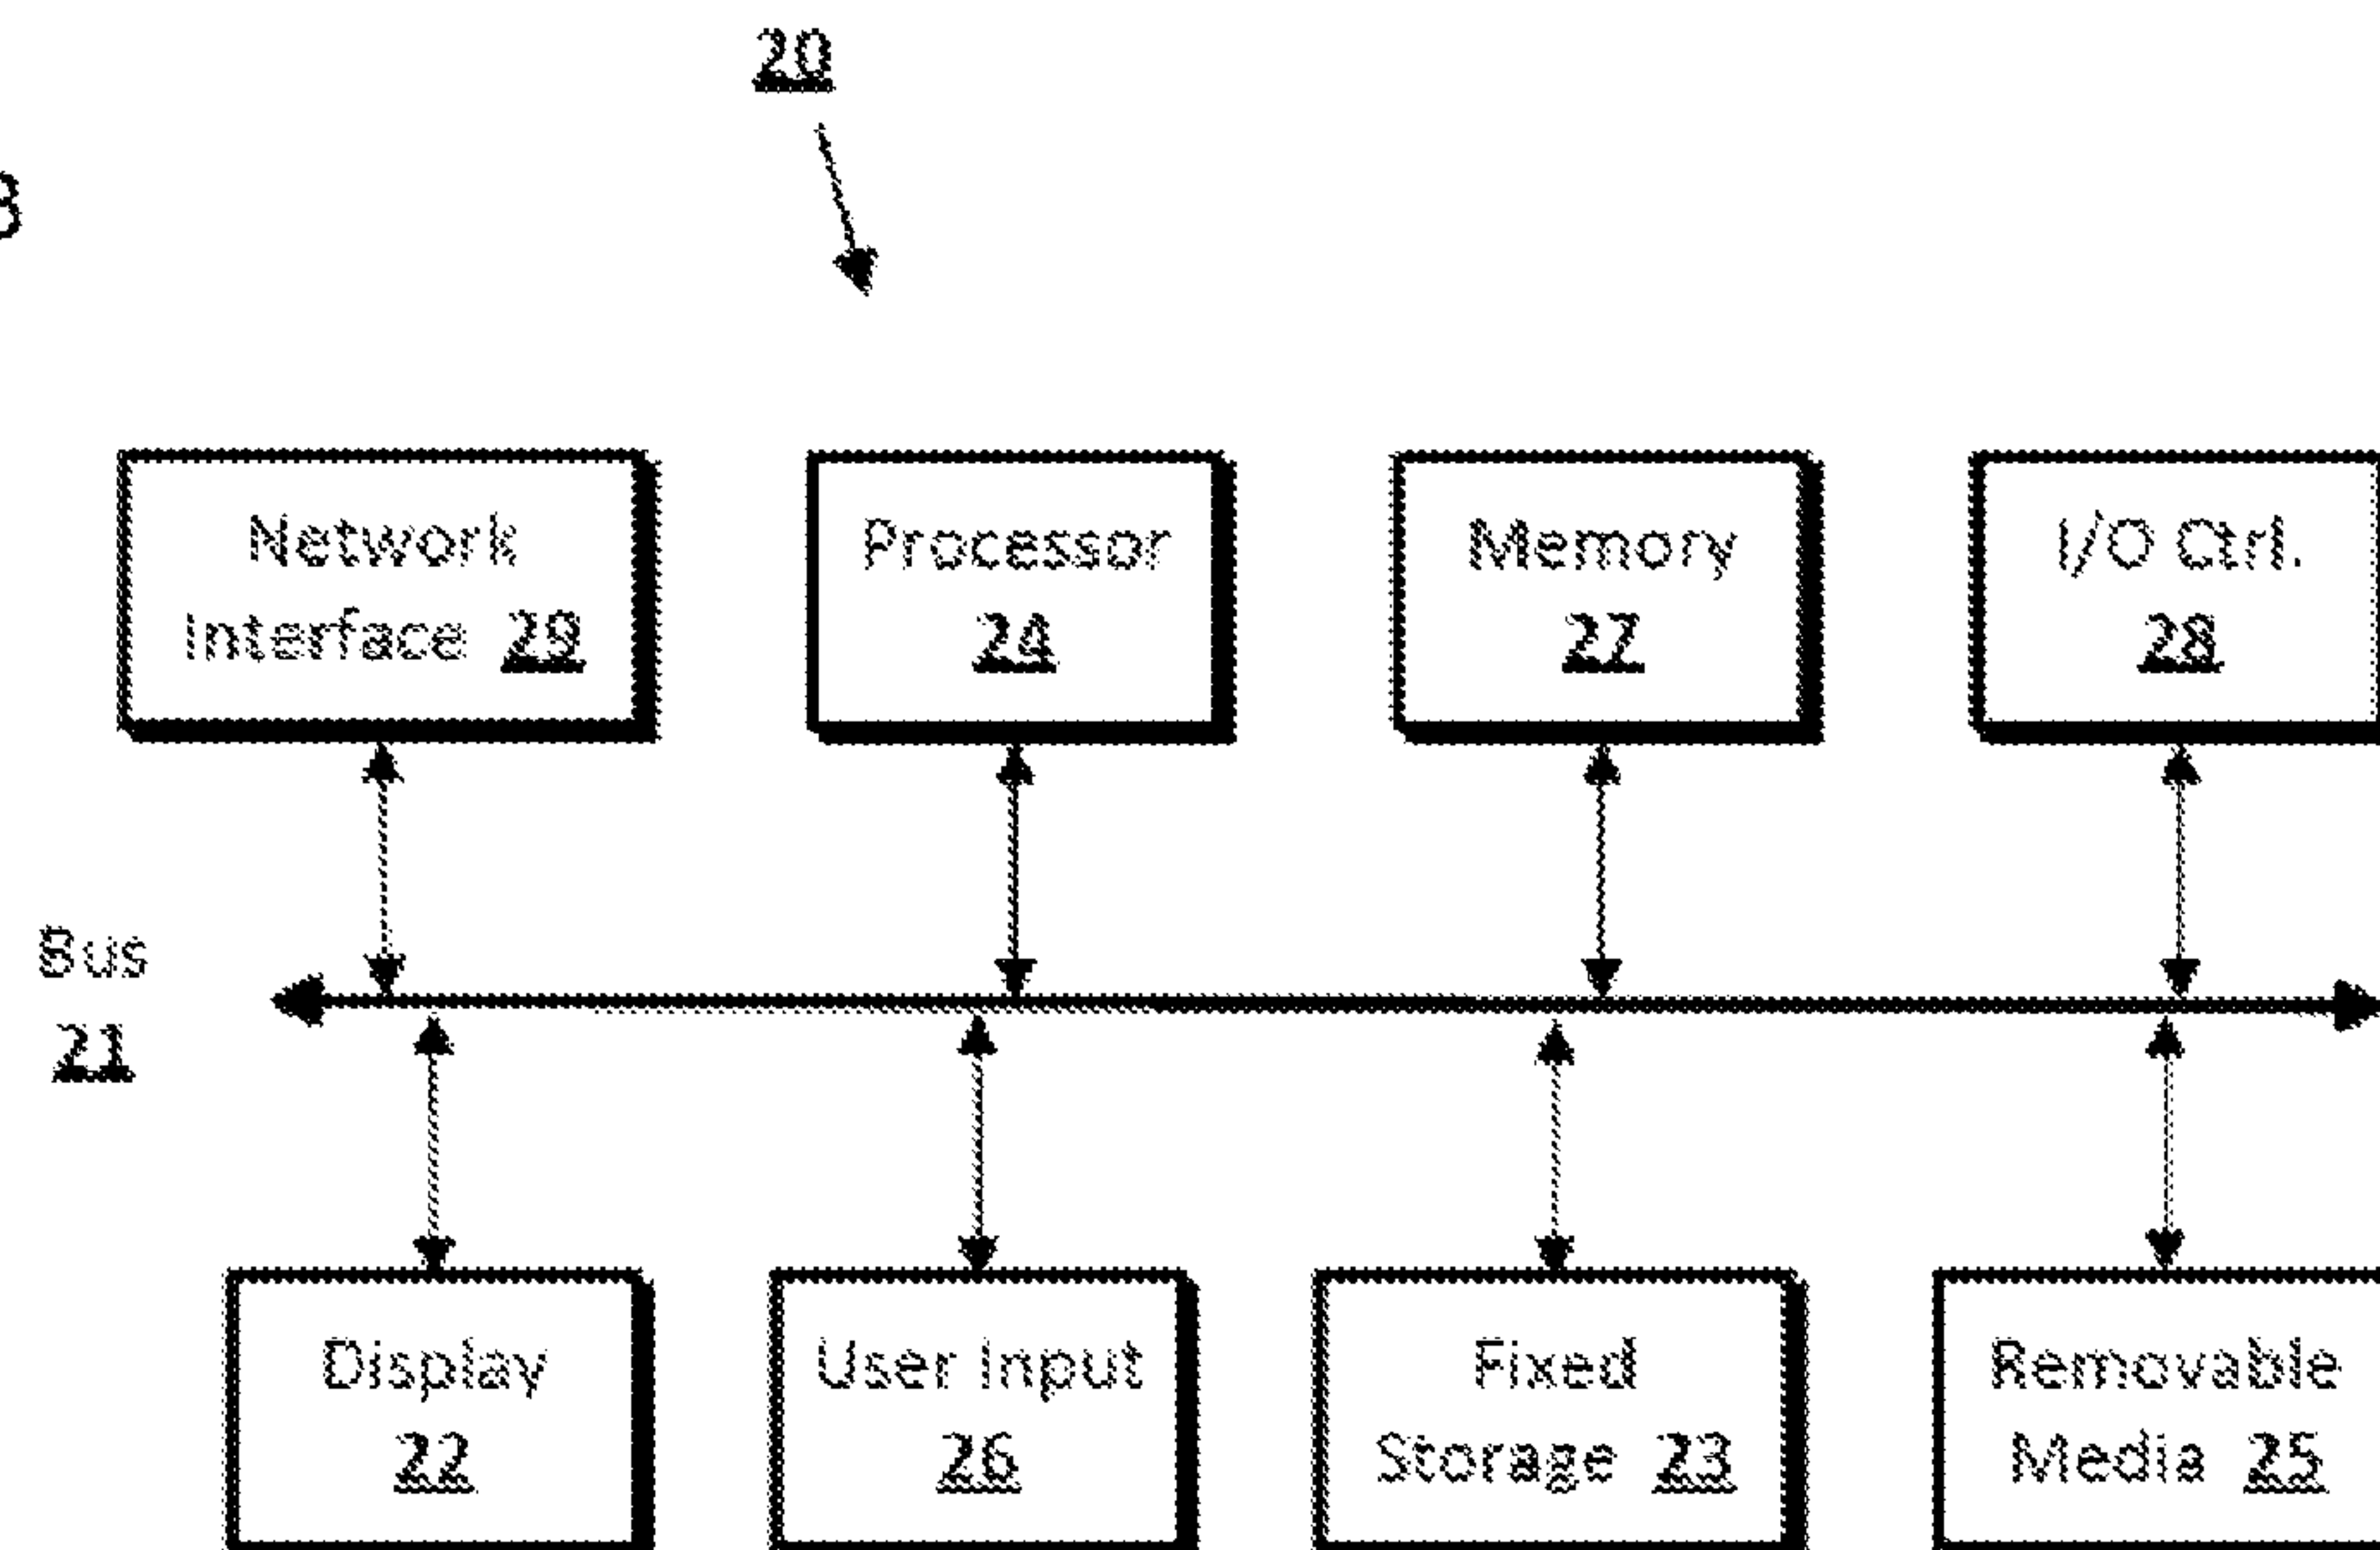 20
Network
Interface 29
Processor
24
Memory
27
I/O Ctrl.
28
Bus
21
Display
22
User Input
26
Fixed
Storage 23
Removable
Media 25